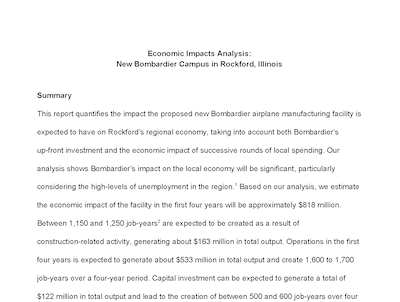 Economic Impacts Analysis:
New Bombardier Campus in Rockford, Illinois
Summary
This report quantifies the impact the proposed new Bombardier airplane manufacturing facility is
expected to have on Rockford's regional economy, taking into account both Bombardier's
up-front investment and the economic impact of successive rounds of local spending. Our
analysis shows Bombardier's impact on the local economy will be significant, particularly
considering the high-levels of unemployment in the region.¹ Based on our analysis, we estimate
the economic impact of the facility in the first four years will be approximately $818 million.
Between 1,150 and 1,250 job-years² are expected to be created as a result of
construction-related activity, generating about $163 million in total output. Operations in the first
four years is expected to generate about $533 million in total output and create 1,600 to 1,700
job-years over a four-year period. Capital investment can be expected to generate a total of
$122 million in total output and lead to the creation of between 500 and 600 job-years over four